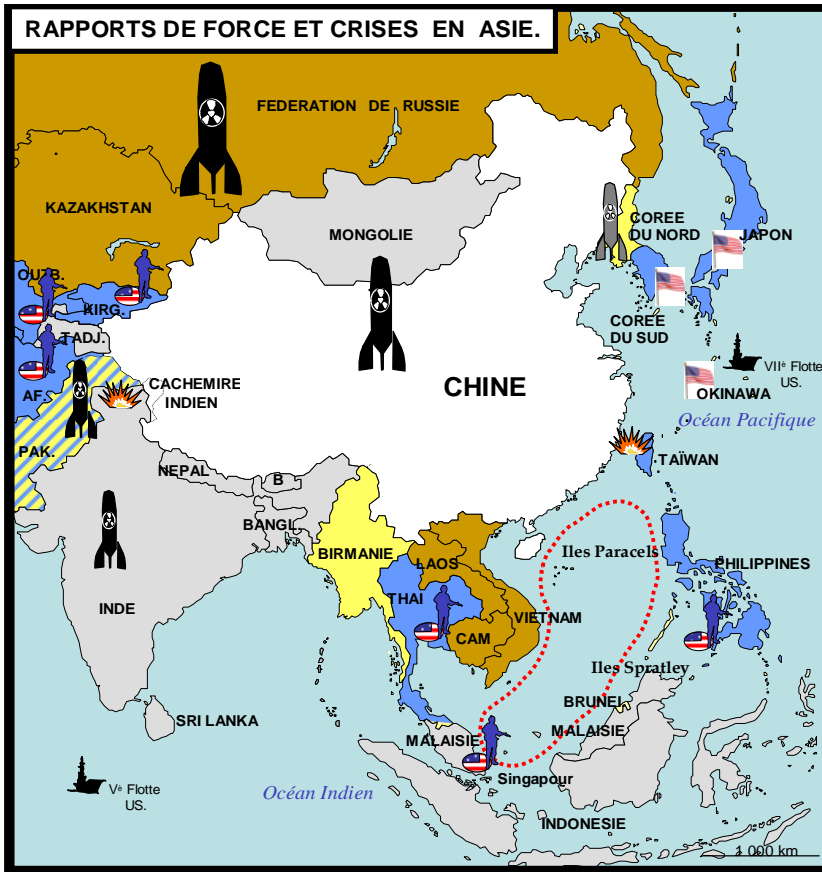 RAPPORTS DE FORCE ET CRISES EN ASIE.
FEDERATION DE RUSSIE
KAZAKHSTAN
MONGOLIE
COREE
DU NORD
JAPON
OUZB.
KIRG.
TADJ.
COREE
DU SUD
VIIè Flotte
US.
AF.
CACHEMIRE
INDIEN
CHINE
OKINAWA
Océan Pacifique
PAK.
TAÏWAN
NEPAL
B
BANGL.
BIRMANIE
LAOS
Iles Paracels
PHILIPPINES
THAI
INDE
VIETNAM
CAM
Iles Spratley
BRUNEI
SRI LANKA
MALAISIE
MALAISIE
Singapour
Vè Flotte
US.
Océan Indien
INDONESIE
1 000 km